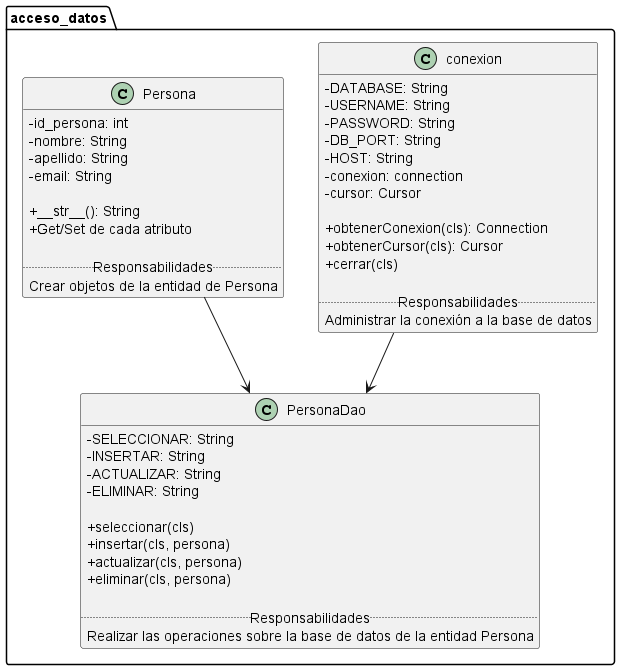 acceso_datos
C Persona
-id_persona: int
-nombre: String
-apellido: String
-email: String
+__str__(): String
+Get/Set de cada atributo
Responsabilidades
Crear objetos de la entidad de Persona
C conexion
-DATABASE: String
-USERNAME: String
-PASSWORD: String
-DB_PORT: String
-HOST: String
-conexion: connection
-cursor: Cursor
+obtenerConexion(cls): Connection
+obtenerCursor(cls): Cursor
+cerrar(cls)
Responsabilidades
Administrar la conexión a la base de datos
C PersonaDao
-SELECCIONAR: String
-INSERTAR: String
-ACTUALIZAR: String
-ELIMINAR: String
+seleccionar(cls)
+insertar(cls, persona)
+actualizar(cls, persona)
+eliminar(cls, persona)
Responsabilidades
Realizar las operaciones sobre la base de datos de la entidad Persona